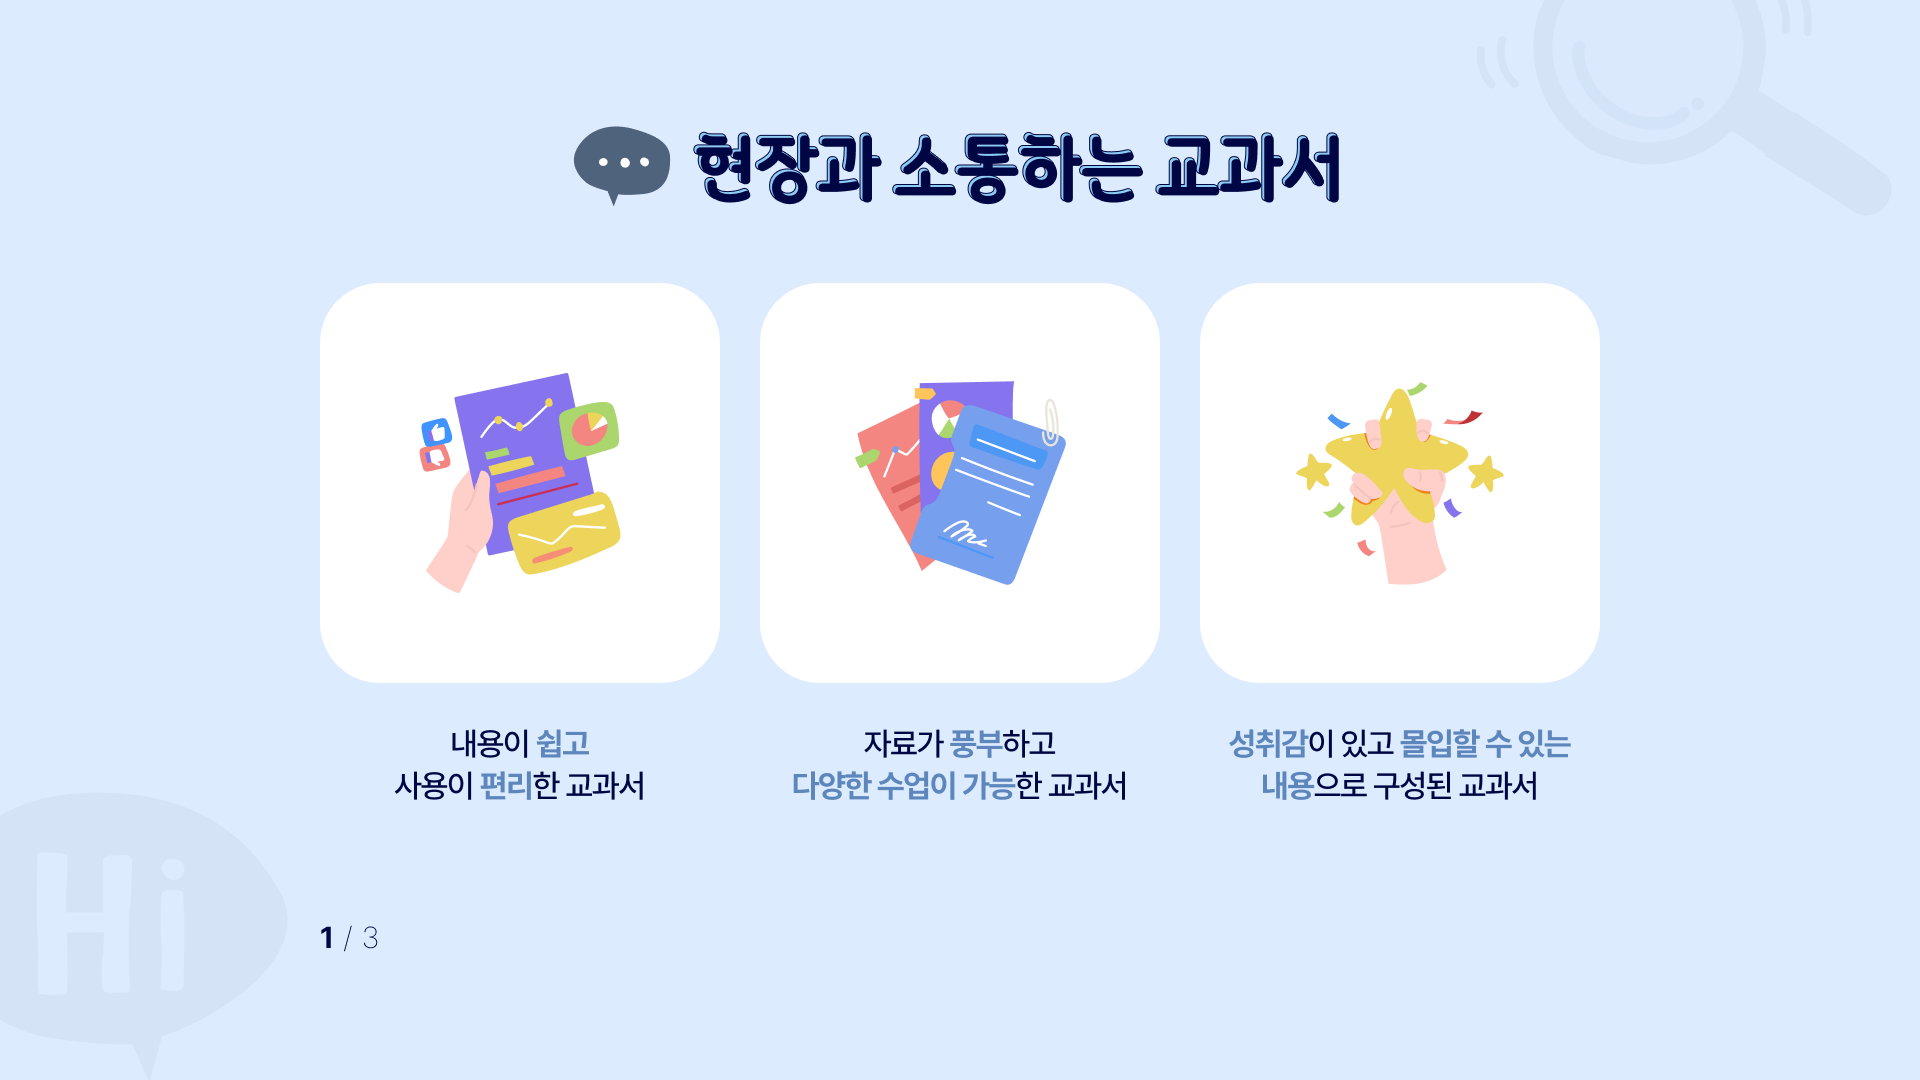 현장과 소통하는 교과서
내용이 쉽고
사용이 편리한 교과서
자료가 풍부하고
다양한 수업이 가능한 교과서
성취감이 있고 몰입할 수 있는
내용으로 구성된 교과서
Hi
1 / 3